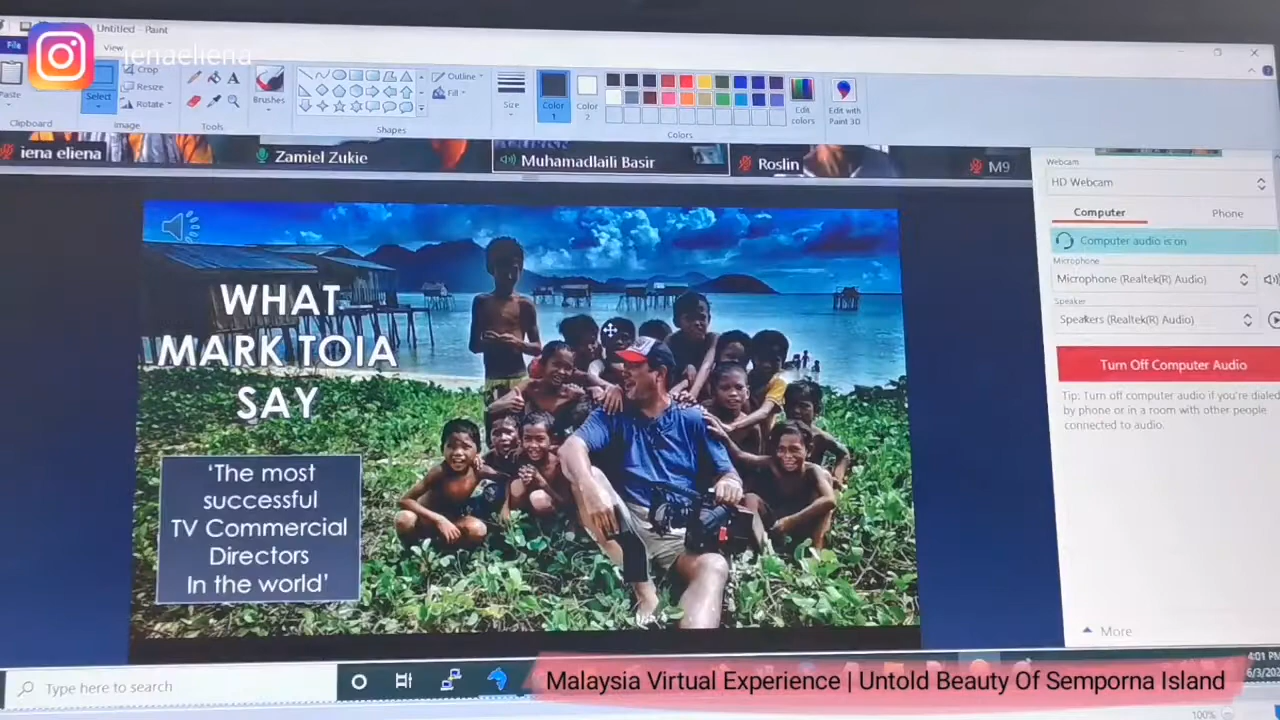 Untitled - Paint
File
View
ienaeliena
Paste
Clipboard
Select
Crop
Resize
Rotate
Image
A
Tools
Brushes
Shapes
Outline
Fill
Size
Color
1
Color
2
Colors
Edit
colors
Edit with
Paint 3D
iena eliena
Zamiel Zukie
Muhamadlaili Basir
Roslin
M9
WHAT
MARK TOIA
SAY
'The most
successful
TV Commercial
Directors
In the world'
Webcam
HD Webcam
Computer
Phone
Computer audio is on
Microphone
Microphone (Realtek(R) Audio)
Speaker
Speakers (Realtek(R) Audio)
Turn Off Computer Audio
Tip: Turn off computer audio if you're dialed
by phone or in a room with other people
connected to audio.
More
Type here to search
Malaysia Virtual Experience | Untold Beauty Of Semporna Island
4:01 PM
100%